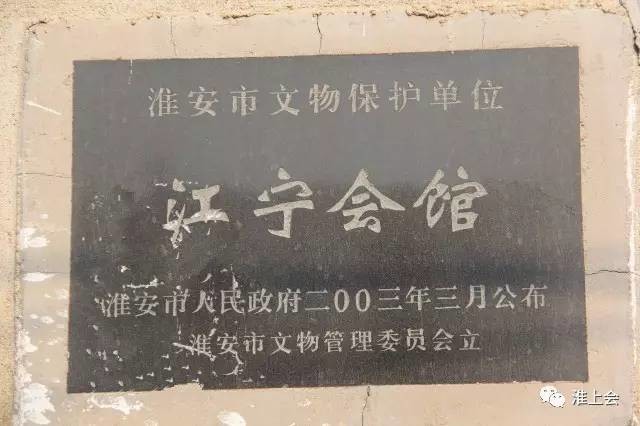 淮安市文物保护单位
江宁会馆
淮安市人民政府二00三年三月公布
淮安市文物管理委员会立
淮上会